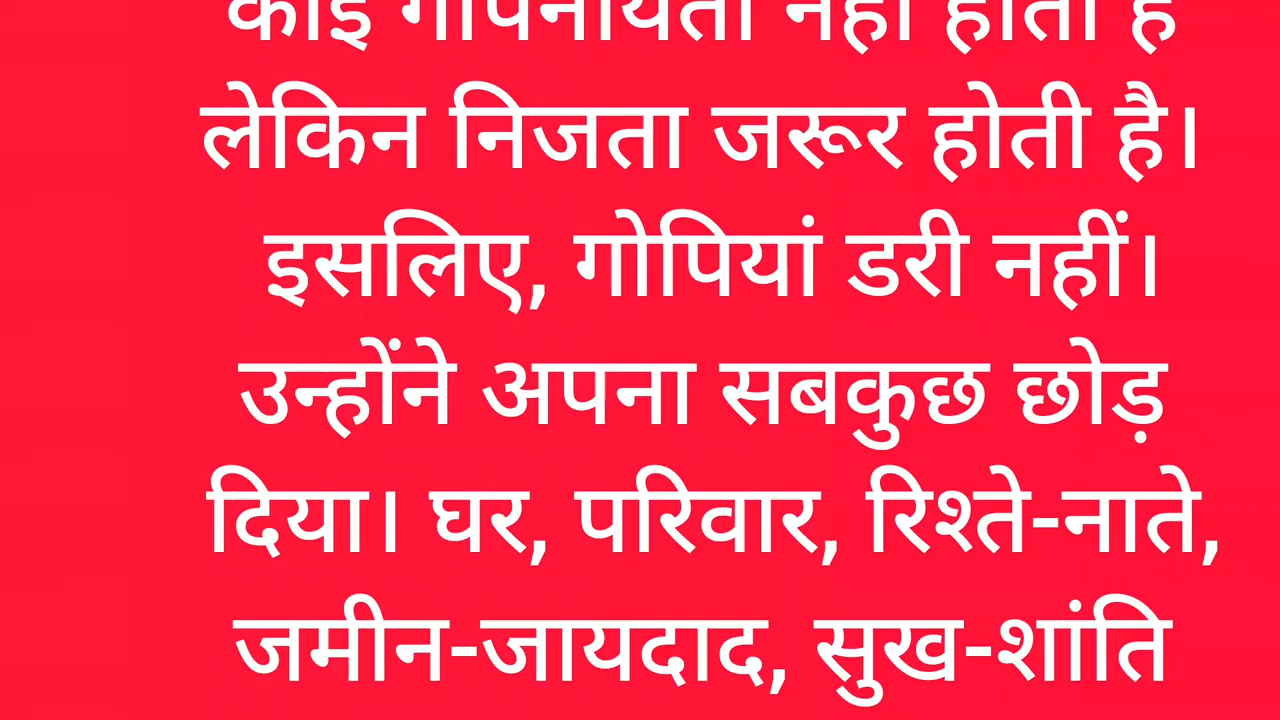 कोई गोपनीयता नहीं होती है
लेकिन निजता जरूर होती है।
इसलिए, गोपियां डरी नहीं।
उन्होंने अपना सबकुछ छोड़
दिया। घर, परिवार, रिश्ते-नाते,
जमीन-जायदाद, सुख-शांति